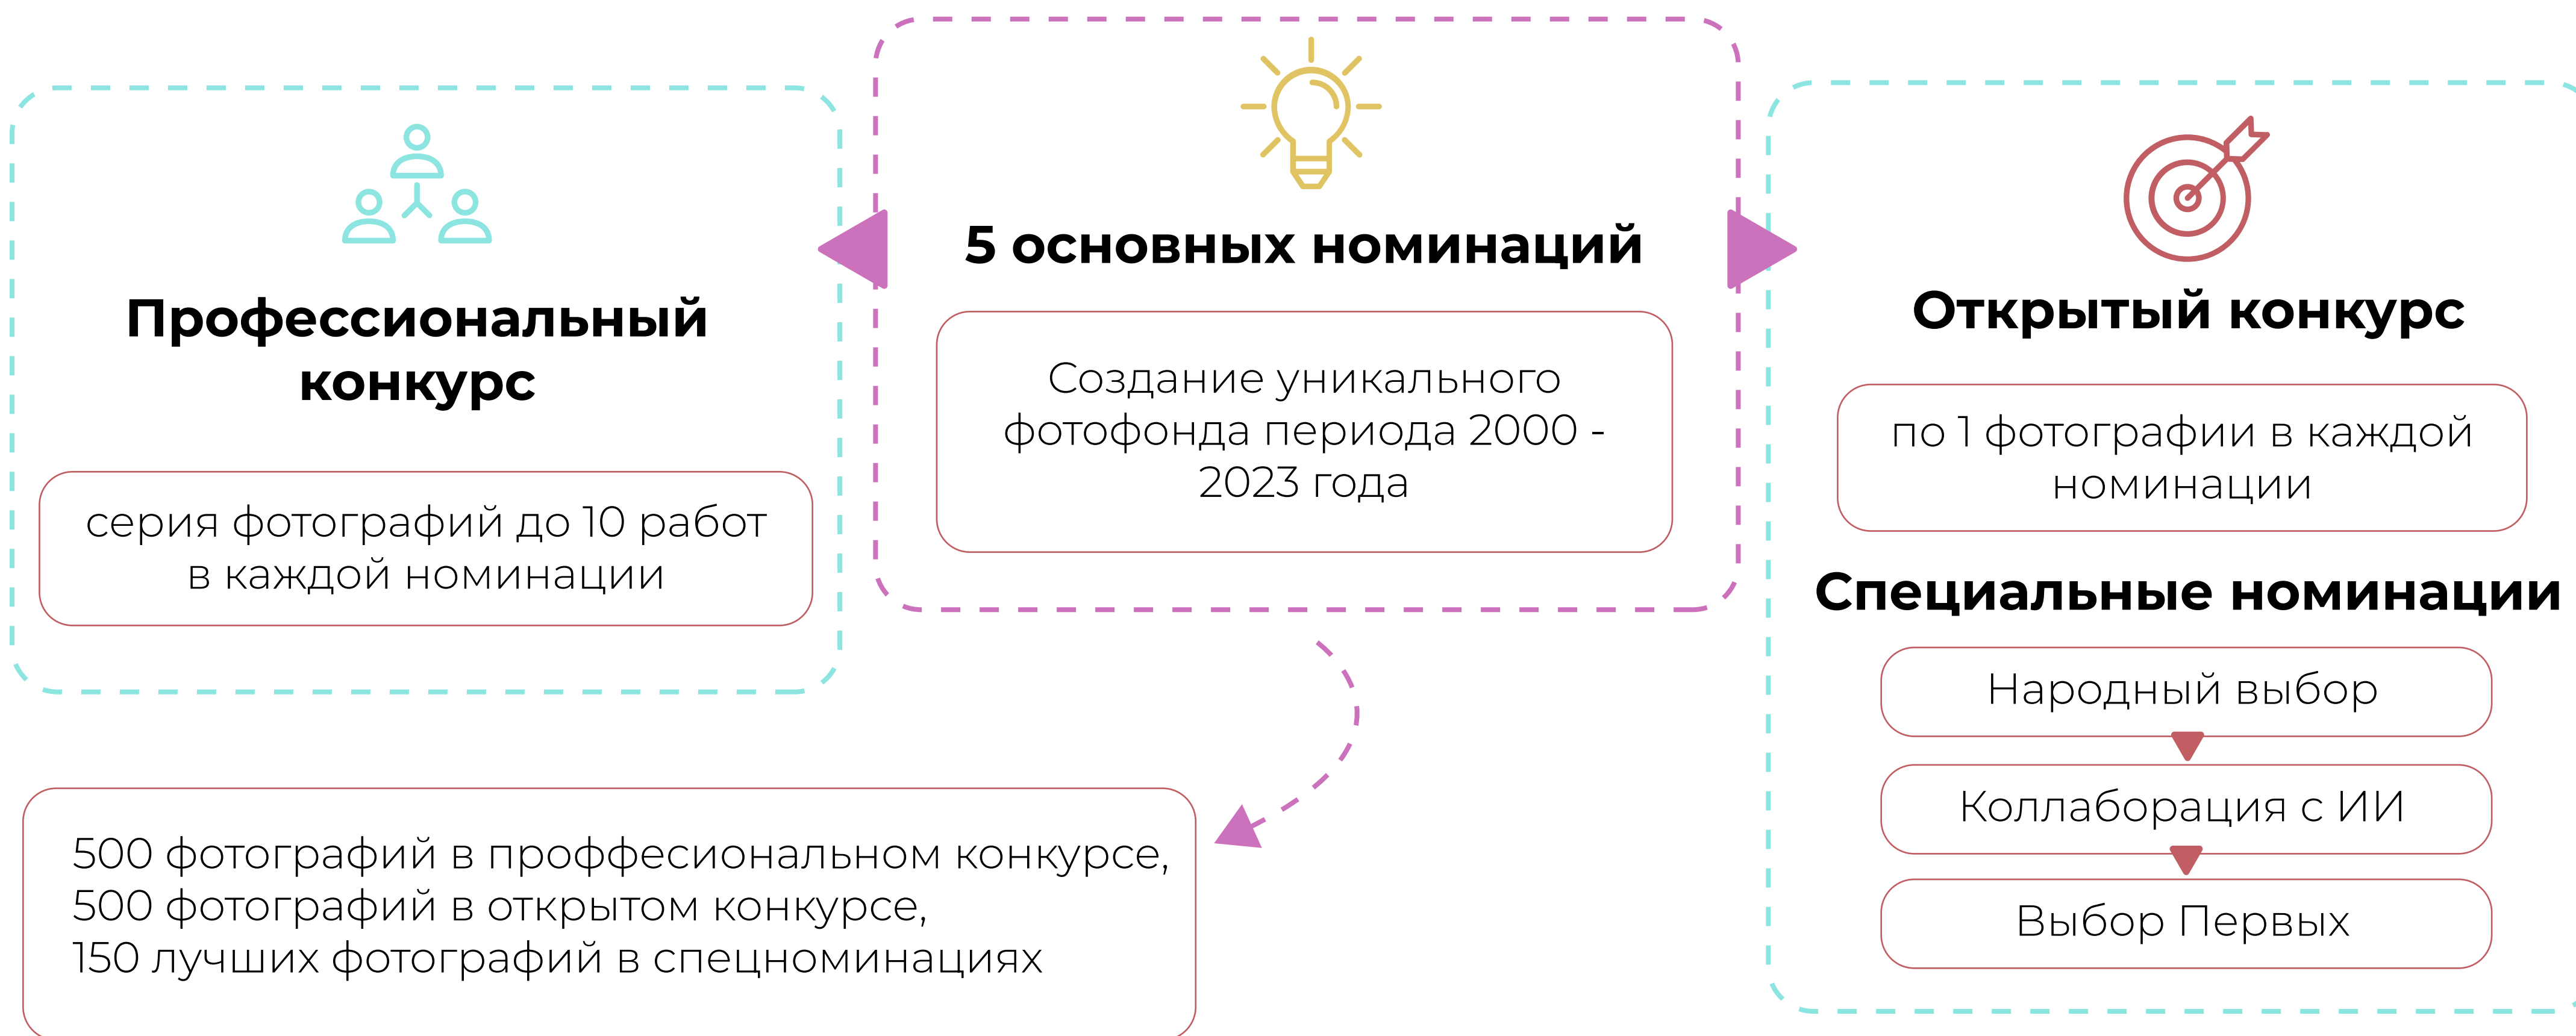 Профессиональный
конкурс
серия фотографий до 10 работ
в каждой номинации
5 основных номинаций
Создание уникального
фотофонда периода 2000 -
2023 года
Открытый конкурс
по 1 фотографии в каждой
номинации
Специальные номинации
Народный выбор
Коллаборация с ИИ
Выбор Первых
500 фотографий в проффесиональном конкурсе,
500 фотографий в открытом конкурсе,
150 лучших фотографий в спецноминациях